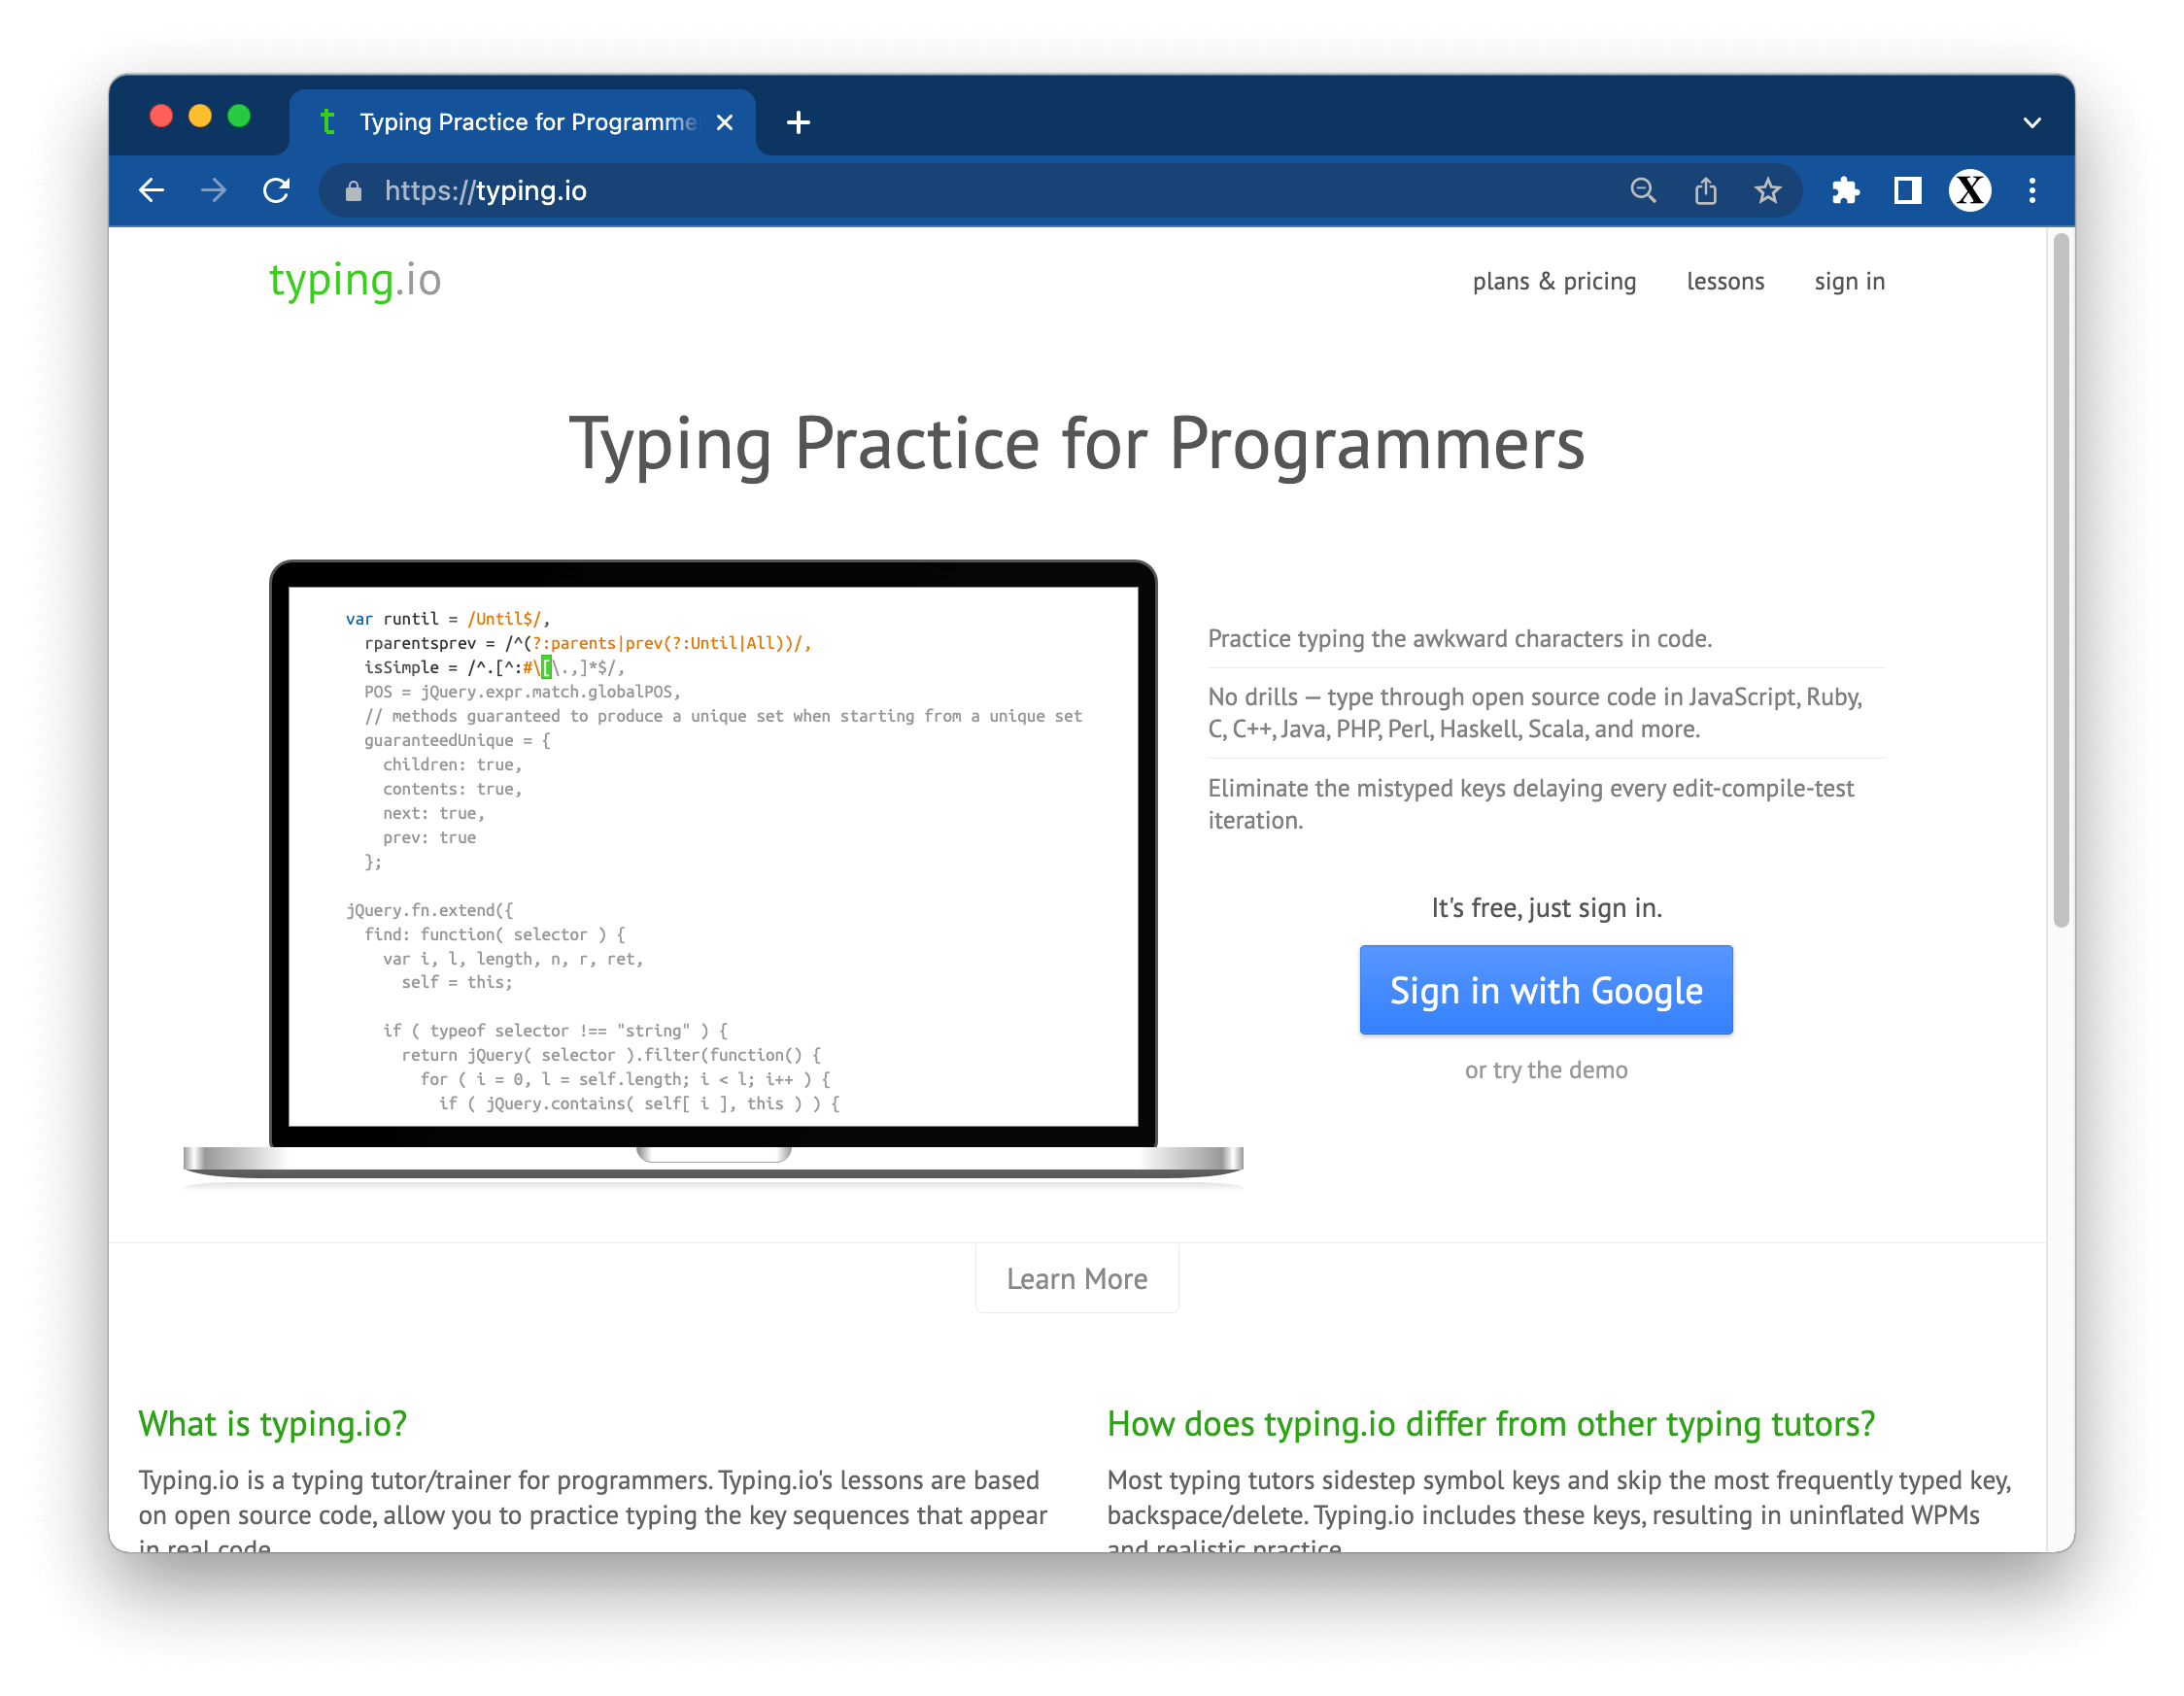 Typing Practice for Programme
https://typing.io
X
typing.io
plans & pricing
lessons
sign in
Typing Practice for Programmers
var runtil = /Until$/,
rparentsprev = /^(?:parents|prev(?:Until|All))/,
isSimple = /^.[^:#\[\.,]*$/,
POS = jQuery.expr.match.globalPOS,
// methods guaranteed to produce a unique set when starting from a unique set
guaranteedUnique = {
children: true,
contents: true,
next: true,
prev: true
};
jQuery.fn.extend({
find: function( selector ) {
var i, l, length, n, r, ret,
self = this;
if ( typeof selector !== "string" ) {
return jQuery( selector ).filter(function() {
for ( i = 0, l = self.length; i < l; i++ ) {
if ( jQuery.contains( self[ i ], this ) ) {
Practice typing the awkward characters in code.
No drills — type through open source code in JavaScript, Ruby,
C, C++, Java, PHP, Perl, Haskell, Scala, and more.
Eliminate the mistyped keys delaying every edit-compile-test
iteration.
It's free, just sign in.
Sign in with Google
or try the demo
Learn More
What is typing.io?
Typing.io is a typing tutor/trainer for programmers. Typing.io's lessons are based
on open source code, allow you to practice typing the key sequences that appear
in real code.
How does typing.io differ from other typing tutors?
Most typing tutors sidestep symbol keys and skip the most frequently typed key,
backspace/delete. Typing.io includes these keys, resulting in uninflated WPMs
and realistic practice.